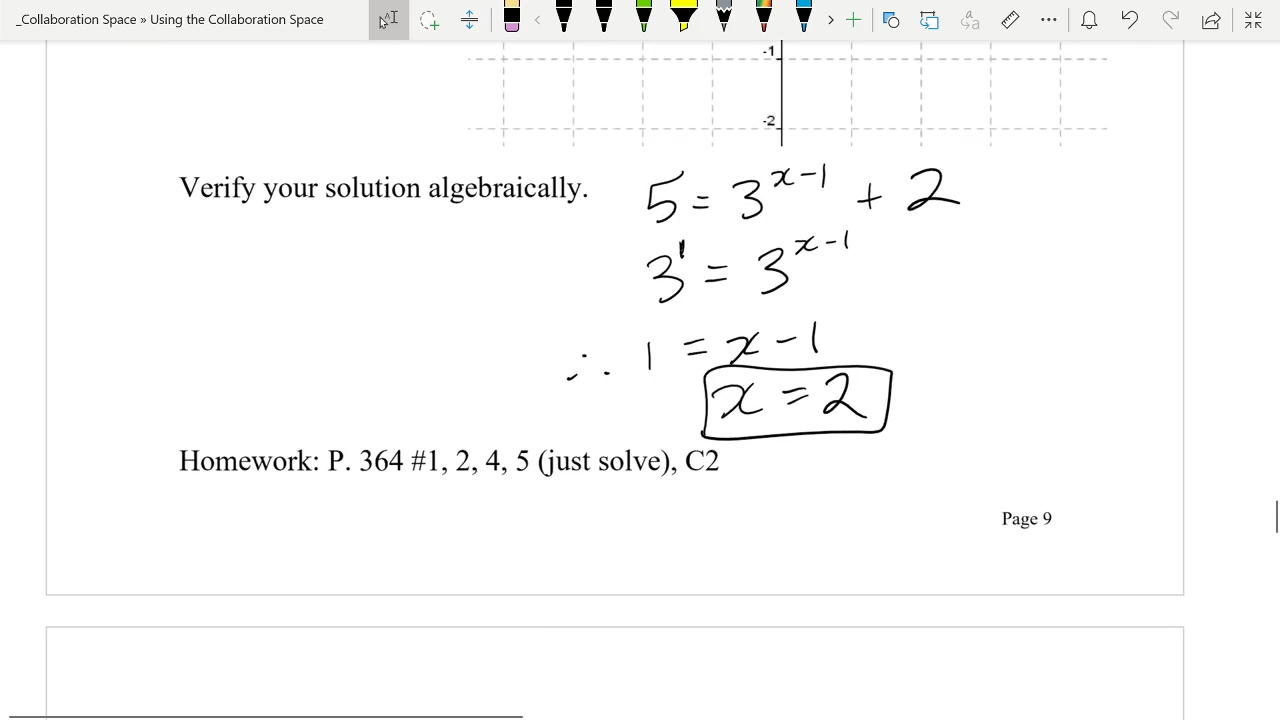 _Collaboration Space » Using the Collaboration Space
-1
-2
Verify your solution algebraically. 5 = 3^{x-1} + 2
3^1 = 3^{x-1}
∴ 1 = x - 1
x = 2
Homework: P. 364 #1, 2, 4, 5 (just solve), C2
Page 9